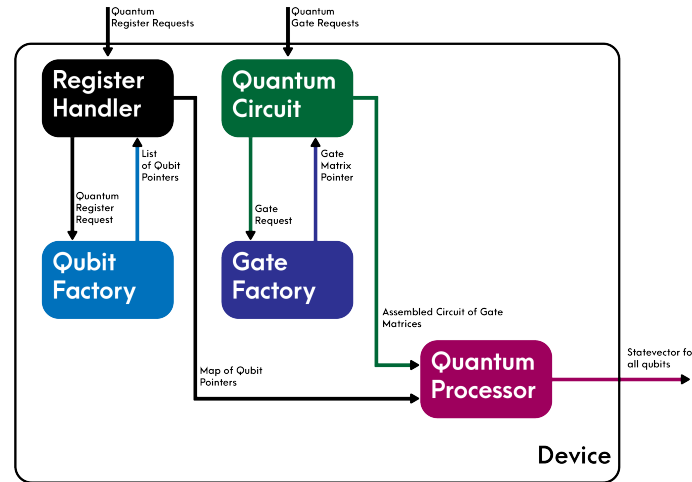 Quantum
Register Requests
Quantum
Gate Requests
Register
Handler
Quantum
Circuit
List
of Qubit
Pointers
Gate
Matrix
Pointer
Quantum
Register
Request
Gate
Request
Qubit
Factory
Gate
Factory
Assembled Circuit of Gate
Matrices
Map of Qubit
Pointers
Quantum
Processor
Statevector fo
all qubits
Device